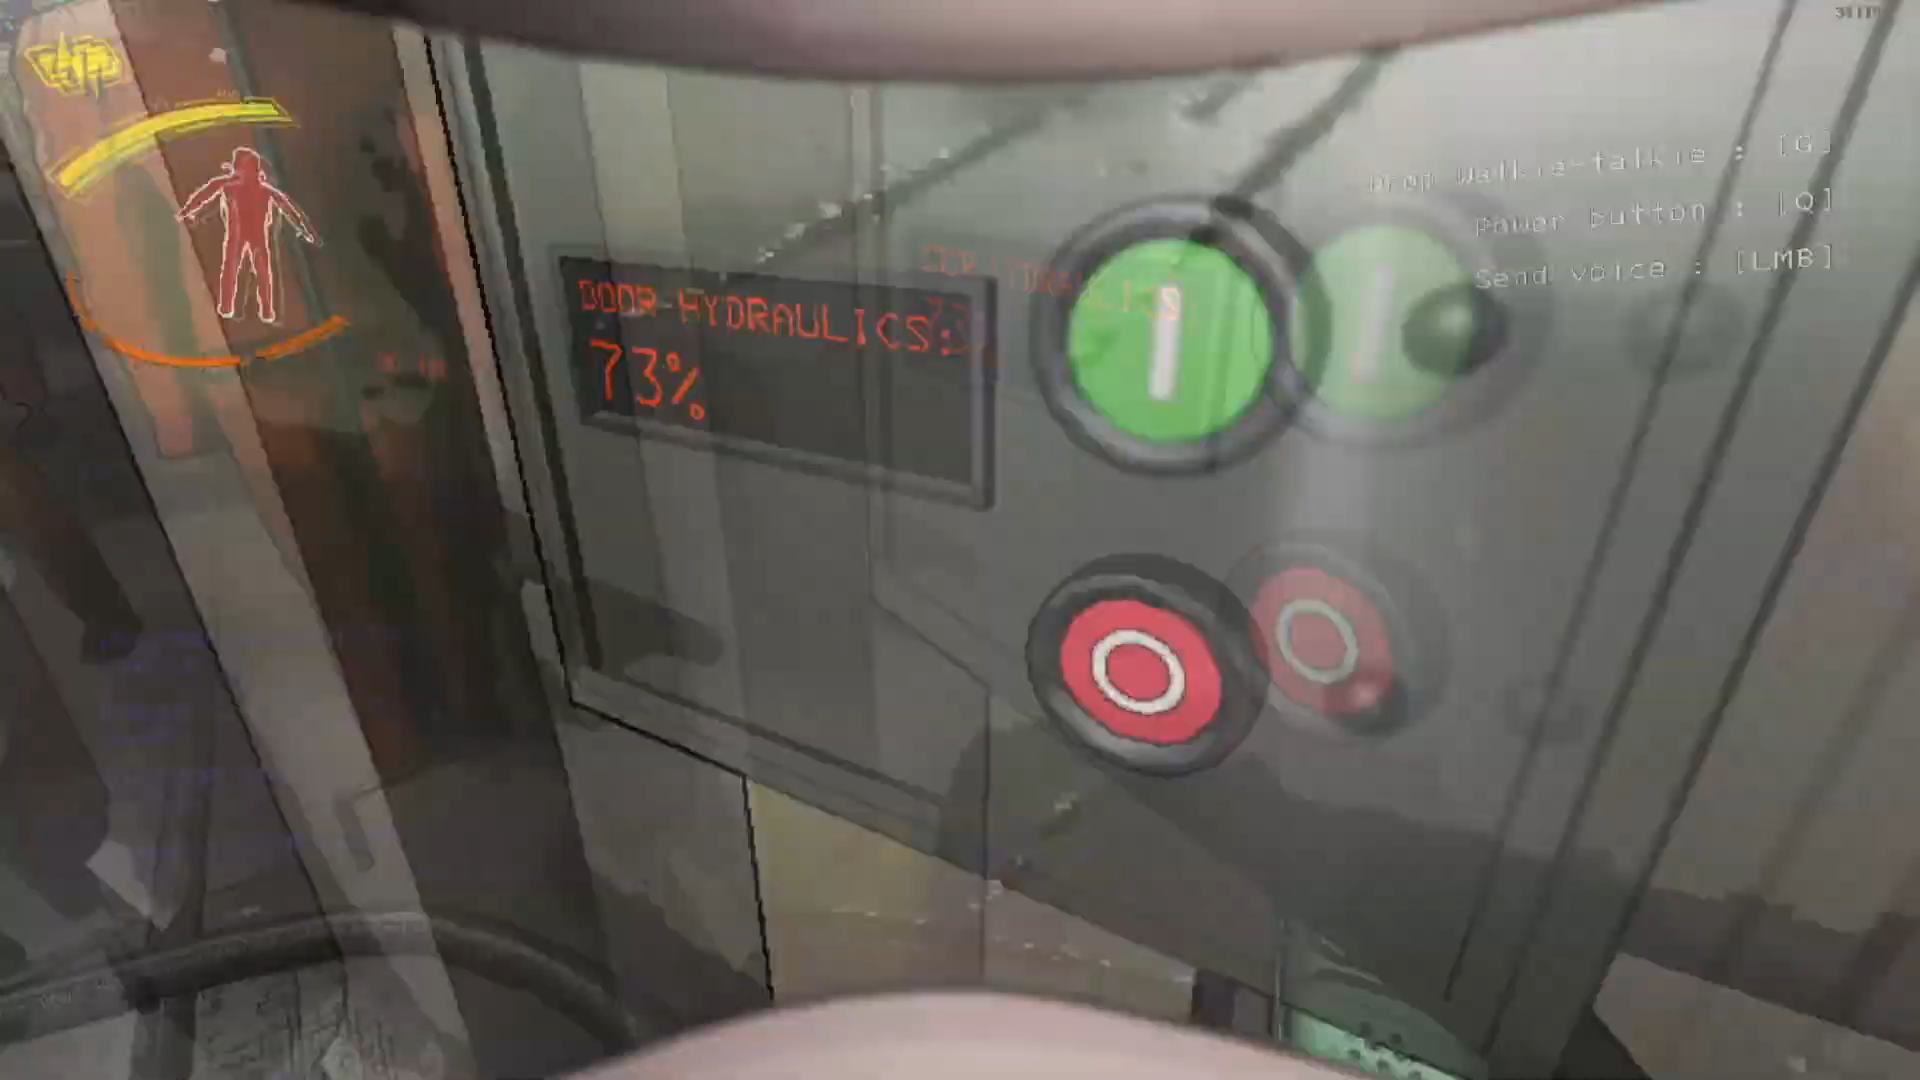 Drop Walkie-talkie : [G]
Power button : [Q]
Send voice : [LMB]
DOOR-HYDRAULICS:
73%